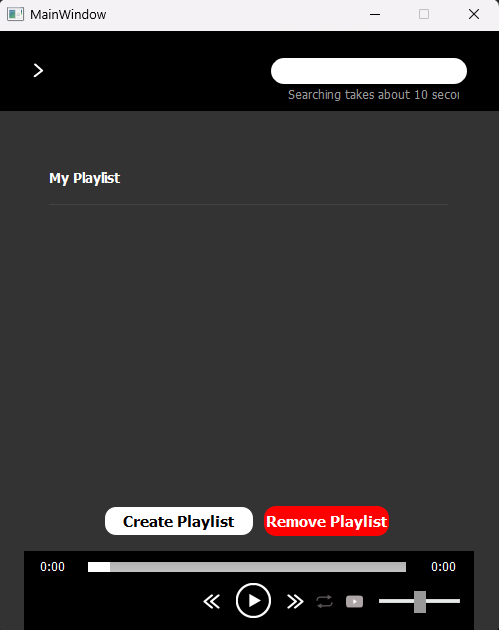 MainWindow
Searching takes about 10 secor
My Playlist
Create Playlist
Remove Playlist
0:00
0:00